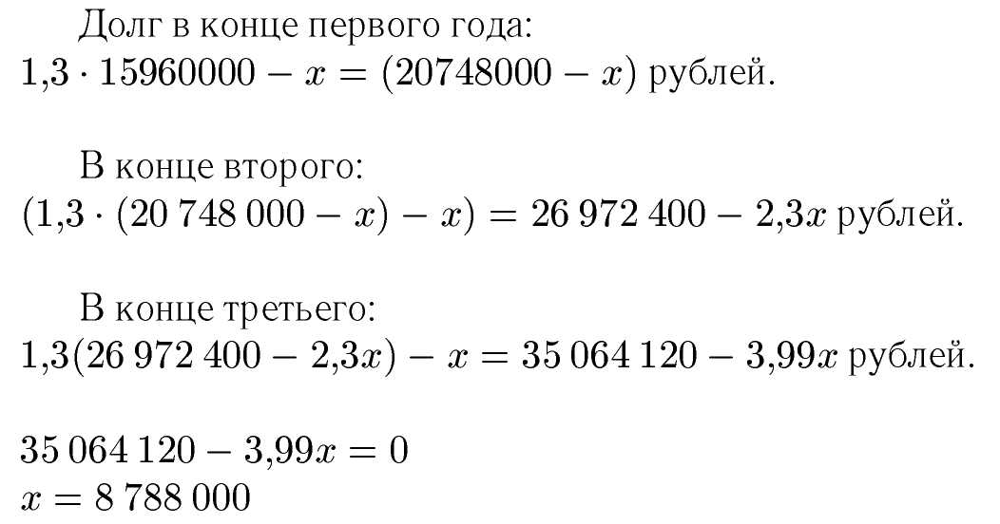 Долг в конце первого года:
1,3 · 15960000 − x = (20748000 − x) рублей.
В конце второго:
(1,3 · (20 748 000 − x) − x) = 26 972 400 − 2,3x рублей.
В конце третьего:
1,3(26 972 400 − 2,3x) − x = 35 064 120 − 3,99x рублей.
35 064 120 − 3,99x = 0
x = 8 788 000